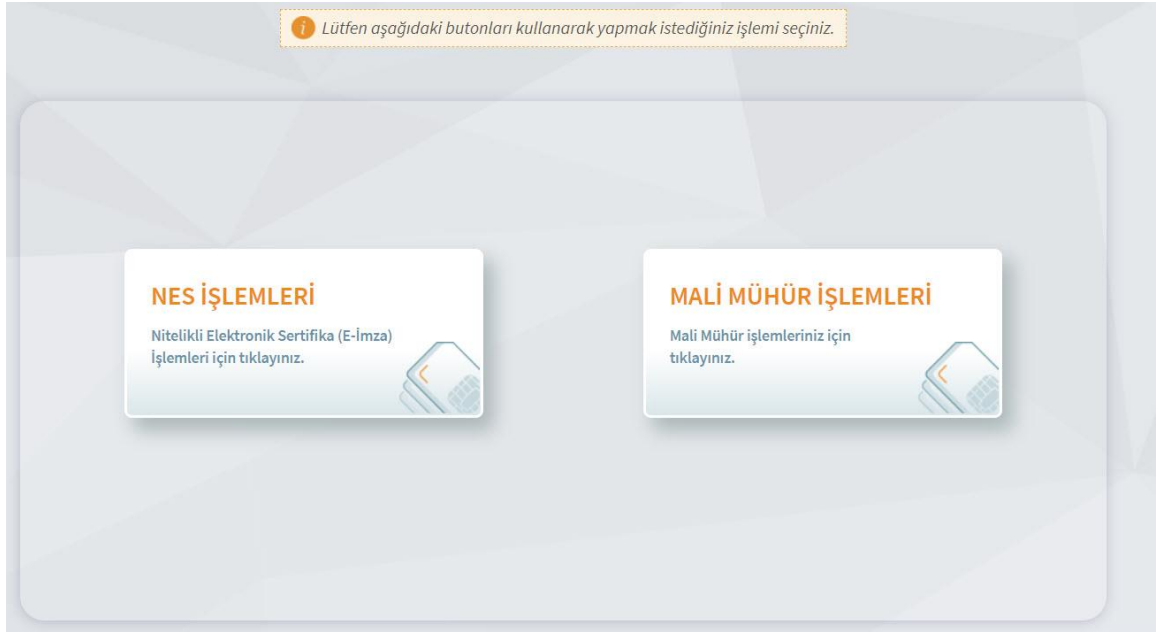 Lütfen aşağıdaki butonları kullanarak yapmak istediğiniz işlemi seçiniz.
NES İŞLEMLERİ
Nitelikli Elektronik Sertifika (E-İmza)
İşlemleri için tıklayınız.
MALİ MÜHÜR İŞLEMLERİ
Mali Mühür işlemleriniz için
tıklayınız.